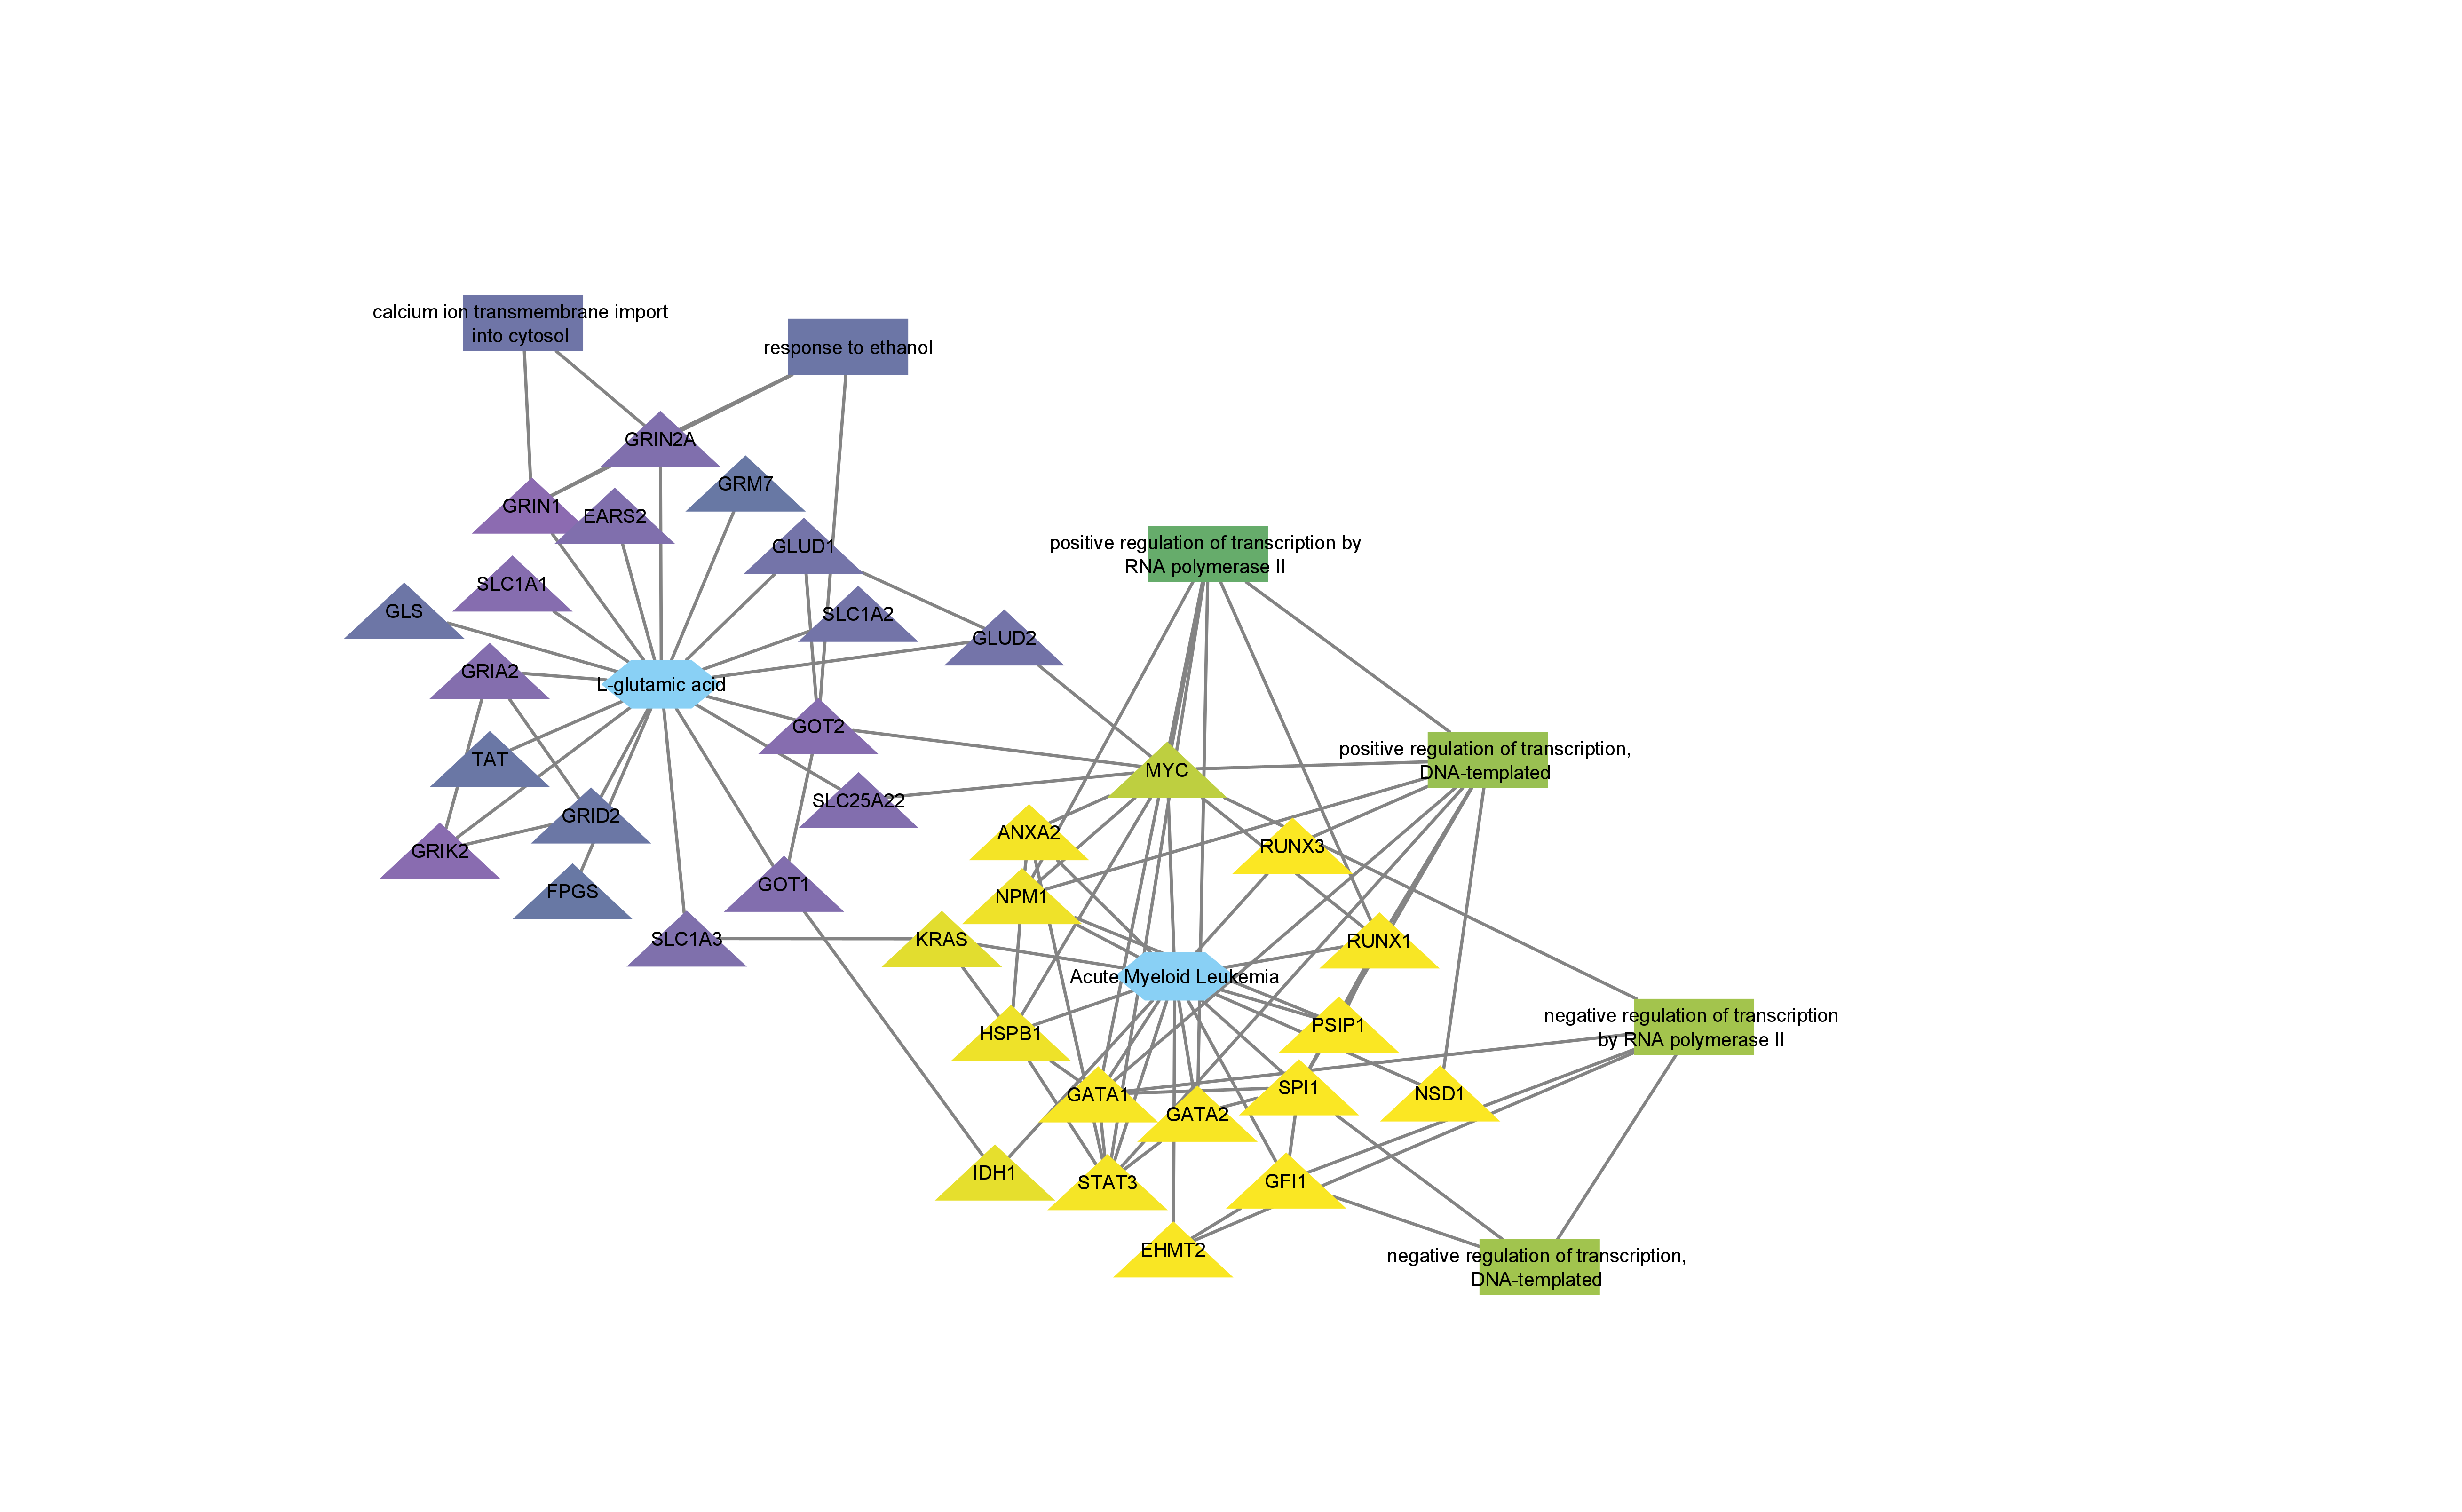 calcium ion transmembrane import
into cytosol
response to ethanol
GRIN2A
GRM7
GRIN1
EARS2
GLUD1
positive regulation of transcription by
RNA polymerase II
SLC1A1
GLS
SLC1A2
GLUD2
GRIA2
L-glutamic acid
GOT2
TAT
MYC
positive regulation of transcription,
DNA-templated
SLC25A22
GRID2
ANXA2
RUNX3
GRIK2
FPGS
GOT1
NPM1
SLC1A3
KRAS
RUNX1
Acute Myeloid Leukemia
HSPB1
PSIP1
negative regulation of transcription
by RNA polymerase II
GATA1
SPI1
NSD1
GATA2
IDH1
STAT3
GFI1
EHMT2
negative regulation of transcription,
DNA-templated